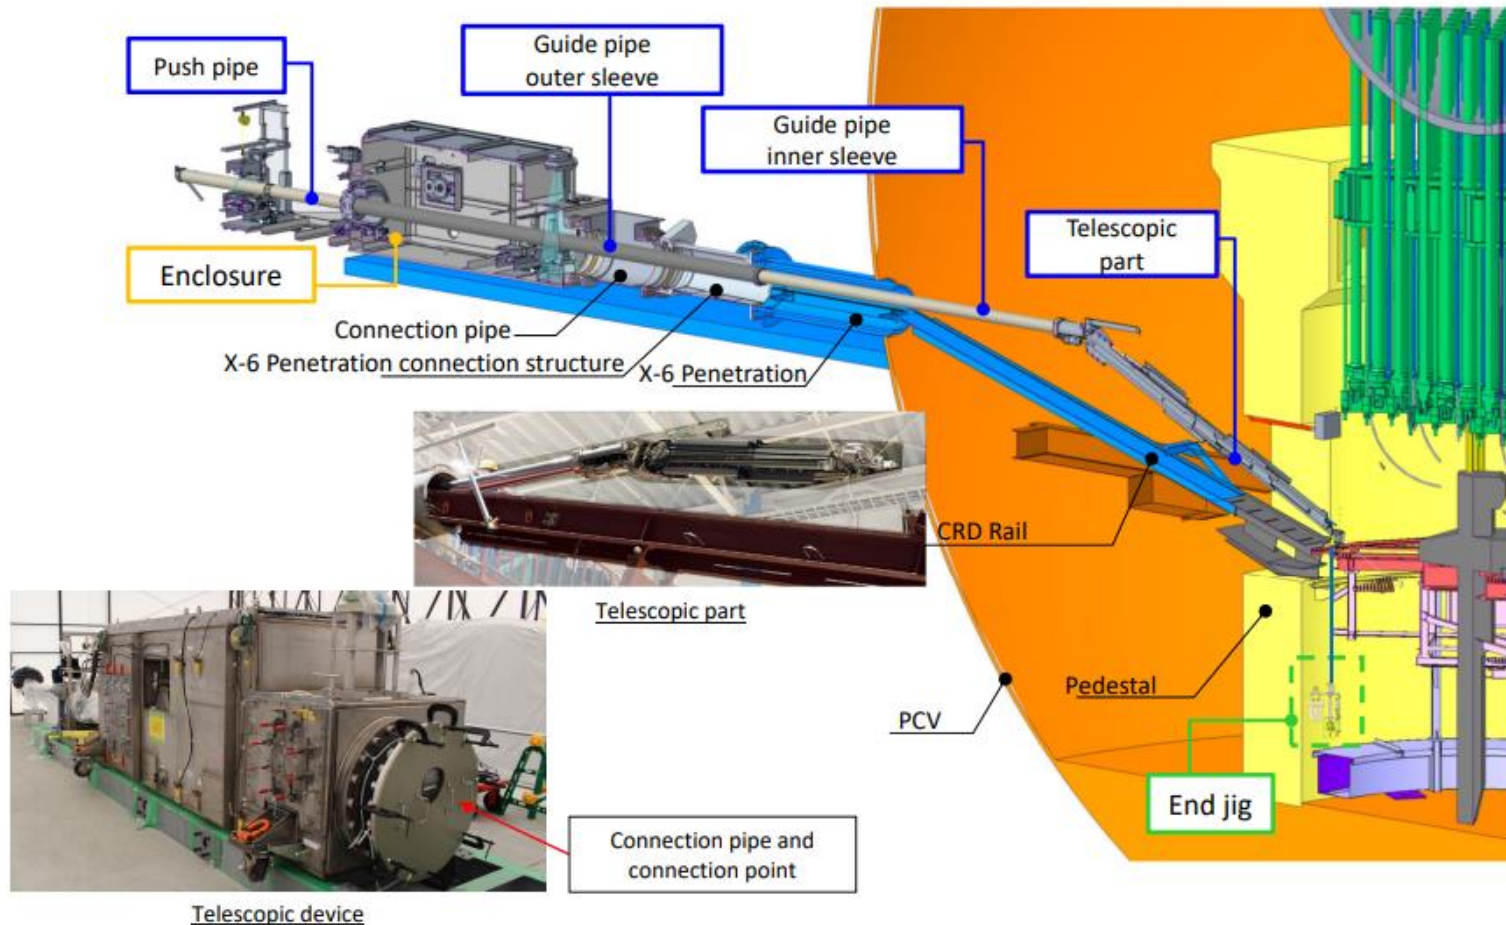 Push pipe
Guide pipe
outer sleeve
Guide pipe
inner sleeve
Telescopic
part
Enclosure
Connection pipe
X-6 Penetration connection structure
X-6 Penetration
CRD Rail
Telescopic part
Pedestal
PCV
End jig
Connection pipe and
connection point
Telescopic device